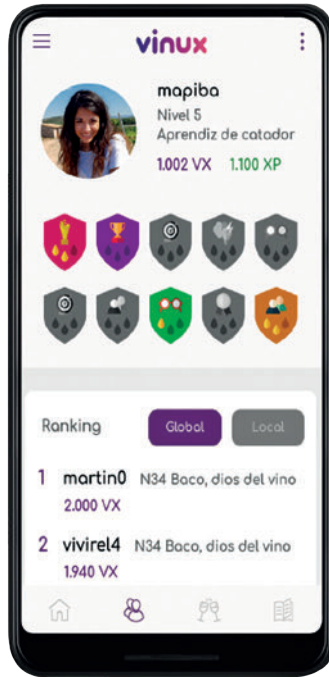 vinux
mapiba
Nivel 5
Aprendiz de catador
1.002 VX 1.100 XP
Ranking Global Local
1 martin0 N34 Baco, dios del vino
2.000 VX
2 vivirel4 N34 Baco, dios del vino
1.940 VX